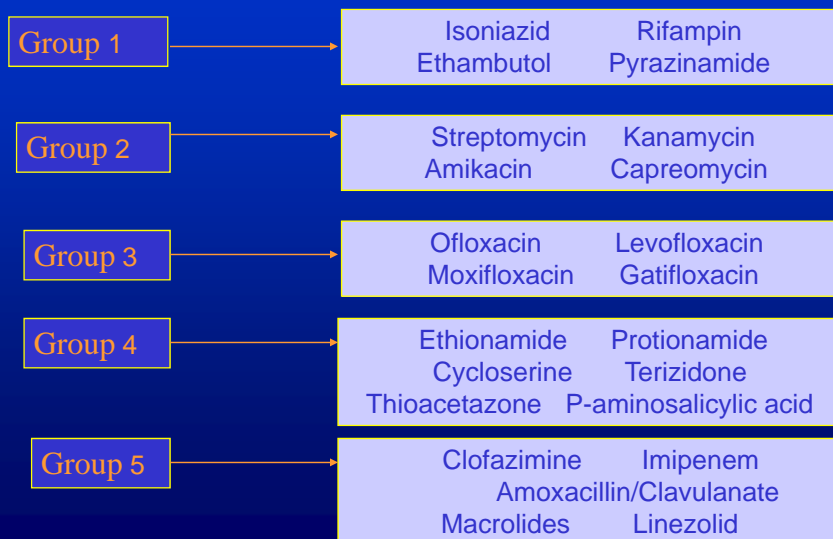 Group 1
Isoniazid Rifampin
Ethambutol Pyrazinamide
Group 2
Streptomycin Kanamycin
Amikacin Capreomycin
Group 3
Ofloxacin Levofloxacin
Moxifloxacin Gatifloxacin
Group 4
Ethionamide Protionamide
Cycloserine Terizidone
Thioacetazone P-aminosalicylic acid
Group 5
Clofazimine Imipenem
Amoxacillin/Clavulanate
Macrolides Linezolid